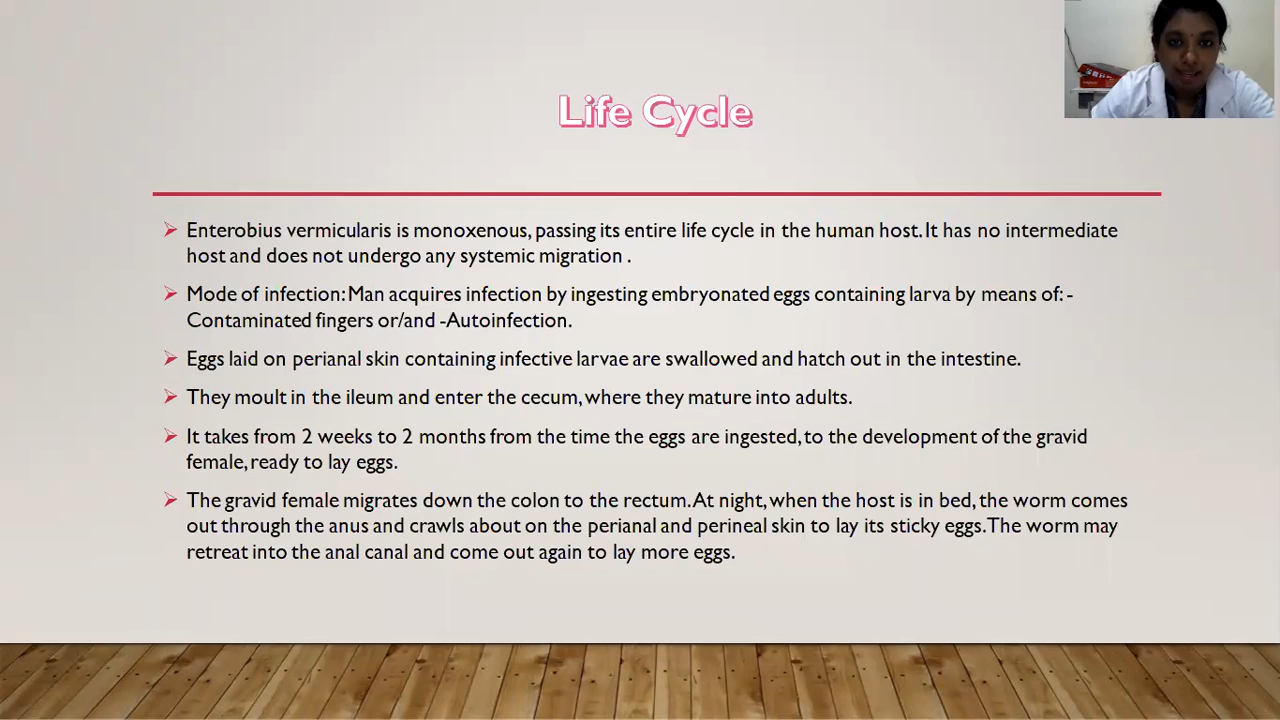 Life Cycle
Enterobius vermicularis is monoxenous, passing its entire life cycle in the human host. It has no intermediate
host and does not undergo any systemic migration .
Mode of infection: Man acquires infection by ingesting embryonated eggs containing larva by means of: -
Contaminated fingers or/and -Autoinfection.
Eggs laid on perianal skin containing infective larvae are swallowed and hatch out in the intestine.
They moult in the ileum and enter the cecum, where they mature into adults.
It takes from 2 weeks to 2 months from the time the eggs are ingested, to the development of the gravid
female, ready to lay eggs.
The gravid female migrates down the colon to the rectum. At night, when the host is in bed, the worm comes
out through the anus and crawls about on the perianal and perineal skin to lay its sticky eggs. The worm may
retreat into the anal canal and come out again to lay more eggs.